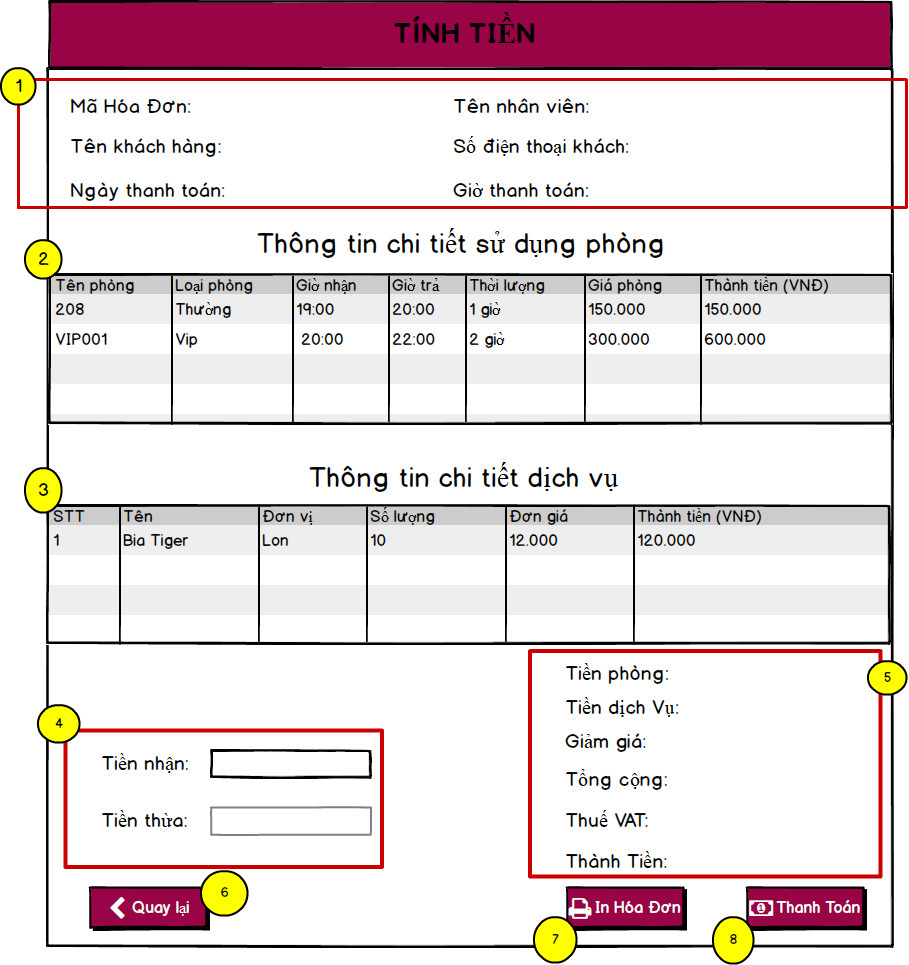 TÍNH TIỀN
1
Mã Hóa Đơn: Tên nhân viên:
Tên khách hàng: Số điện thoại khách:
Ngày thanh toán: Giờ thanh toán:
2
Thông tin chi tiết sử dụng phòng
Tên phòng Loại phòng Giờ nhận Giờ trả Thời lượng Giá phòng Thành tiền (VNĐ)
208 Thường 19:00 20:00 1 giờ 150.000 150.000
VIP001 Vip 20:00 22:00 2 giờ 300.000 600.000
3
Thông tin chi tiết dịch vụ
STT Tên Đơn vị Số lượng Đơn giá Thành tiền (VNĐ)
1 Bia Tiger Lon 10 12.000 120.000
5
Tiền phòng:
Tiền dịch Vụ:
Giảm giá:
Tổng cộng:
Thuế VAT:
Thành Tiền:
4
Tiền nhận:
Tiền thừa:
6
Quay lại
In Hóa Đơn
7
Thanh Toán
8